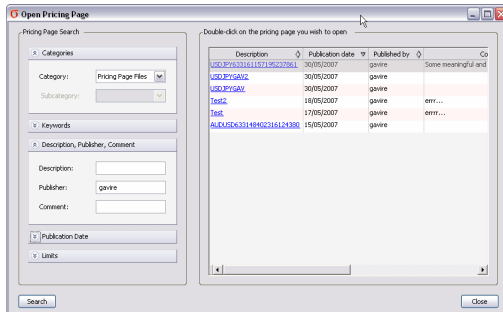 Open Pricing Page
Pricing Page Search
Double-click on the pricing page you wish to open
Categories
Category: Pricing Page Files
Subcategory:
Keywords
Description, Publisher, Comment
Description:
Publisher: gavire
Comment:
Publication Date
Limits
Description Publication date Published by Co
USDJPY633161157195237861 30/05/2007 gavire Some meaningful and
USDJPYGAV2 30/05/2007 gavire
USDJPYGAV 30/05/2007 gavire
Test2 18/05/2007 gavire errr...
Test 17/05/2007 gavire errrr...
AUDUSD633148402316124380 15/05/2007 gavire
Search
Close